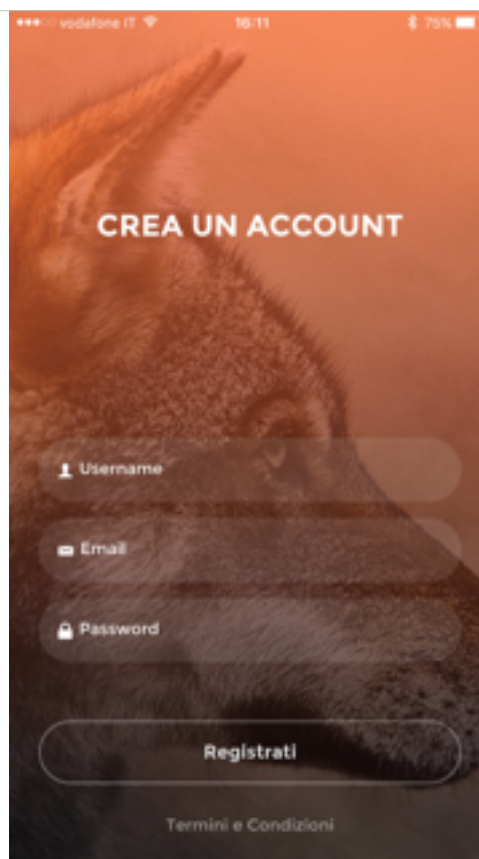 vodafone IT 16:11 75%
CREA UN ACCOUNT
Username
Email
Password
Registrati
Termini e Condizioni